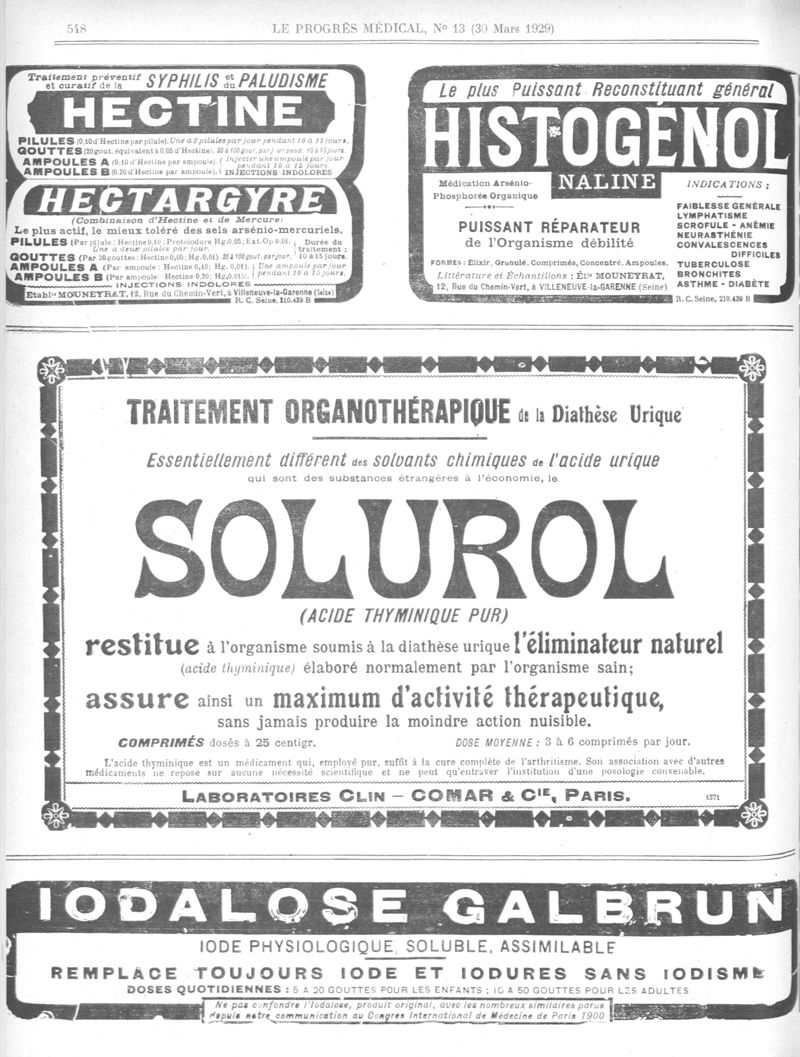 548
LE PROGRÈS MÉDICAL, No 13 (30 Mars 1929)
Traitement préventif et curatif de la SYPHILIS et du PALUDISME
HECTINE
PILULES (0,10 d'Hectine par pilule). Une à 2 pilules par jour pendant 10 à 15 jours.
GOUTTES (20 gout. équivalent à 0,05 d'Hectine). 20 à 100 gout. par jour pend. 10 à 15 jours.
AMPOULES A (0,10 d'Hectine par ampoule).
AMPOULES B (0,20 d'Hectine par ampoule).
Injecter une ampoule par jour
pendant 10 à 15 jours.
INJECTIONS INDOLORES
HECTARGYRE
(Combinaison d'Hectine et de Mercure)
Le plus actif, le mieux toléré des sels arsénio-mercuriels.
PILULES (Par pilule : Hectine 0,10; Protoiodure Hg. 0,05; Ext. Op. 0,01.
Une à deux pilules par jour.
GOUTTES (Par 20 gouttes: Hectine 0,05; Hg. 0,01). 20 à 100 gout. par jour.
Durée du
traitement :
10 à 15 jours.
AMPOULES A (Par ampoule : Hectine 0,10; Hg. 0,01).
AMPOULES B (Par ampoule: Hectine 0,20; Hg. 0,015).
Une ampoule par jour
pendant 10 à 15 jours
INJECTIONS INDOLORES
Etablts MOUNEYRAT, 12, Rue du Chemin-Vert, à Villeneuve-la-Garenne (Seine)
R. C. Seine, 210.439 B
Le plus Puissant Reconstituant général
HISTOGÉNOL
NALINE
Médication Arsénio-
Phosphorée Organique
PUISSANT RÉPARATEUR
de l'Organisme débilité
FORMES : Élixir, Granulé, Comprimés, Concentré, Ampoules.
Littérature et Échantillons : Éts MOUNEYRAT,
12, Rue du Chemin-Vert, à VILLENEUVE-la-GARENNE (Seine)
INDICATIONS :
FAIBLESSE GÉNÉRALE
LYMPHATISME
SCROFULE - ANÉMIE
NEURASTHÉNIE
CONVALESCENCES
DIFFICILES
TUBERCULOSE
BRONCHITES
ASTHME - DIABÈTE
R. C. Seine, 210.439 B
TRAITEMENT ORGANOTHÉRAPIQUE de la Diathèse Urique
Essentiellement différent des solvants chimiques de l'acide urique
qui sont des substances étrangères à l'économie, le
SOLUROL
(ACIDE THYMINIQUE PUR)
restitue à l'organisme soumis à la diathèse urique l'éliminateur naturel
(acide thyminique) élaboré normalement par l'organisme sain;
assure ainsi un maximum d'activité thérapeutique,
sans jamais produire la moindre action nuisible.
COMPRIMÉS dosés à 25 centigr. DOSE MOYENNE : 3 à 6 comprimés par jour.
L'acide thyminique est un médicament qui, employé pur, suffit à la cure complète de l'arthritisme. Son association avec d'autres
médicaments ne repose sur aucune nécessité scientifique et ne peut qu'entraver l'institution d'une posologie convenable.
LABORATOIRES CLIN – COMAR & CIE, PARIS.
1371
IODALOSE GALBRUN
IODE PHYSIOLOGIQUE, SOLUBLE, ASSIMILABLE
REMPLACE TOUJOURS IODE ET IODURES SANS IODISME
DOSES QUOTIDIENNES : 5 A 20 GOUTTES POUR LES ENFANTS ; 10 A 50 GOUTTES POUR LES ADULTES
Ne pas confondre l'Iodalose, produit original, avec les nombreux similaires parus
depuis notre communication au Congrès International de Médecine de Paris 1900